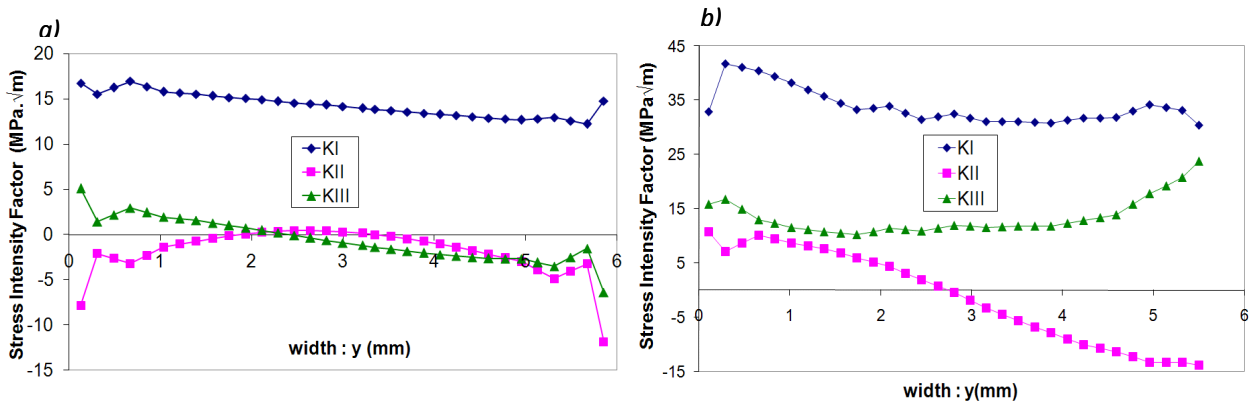 a)
Stress Intensity Factor (MPa√m)
20
15
10
5
0
-5
-10
-15
0
1
2
3
4
5
6
KI
KII
KIII
width : y (mm)
b)
Stress Intensity Factor (MPa√m)
45
35
25
15
5
-5
-15
0
1
2
3
4
5
6
KI
KII
KIII
width : y(mm)